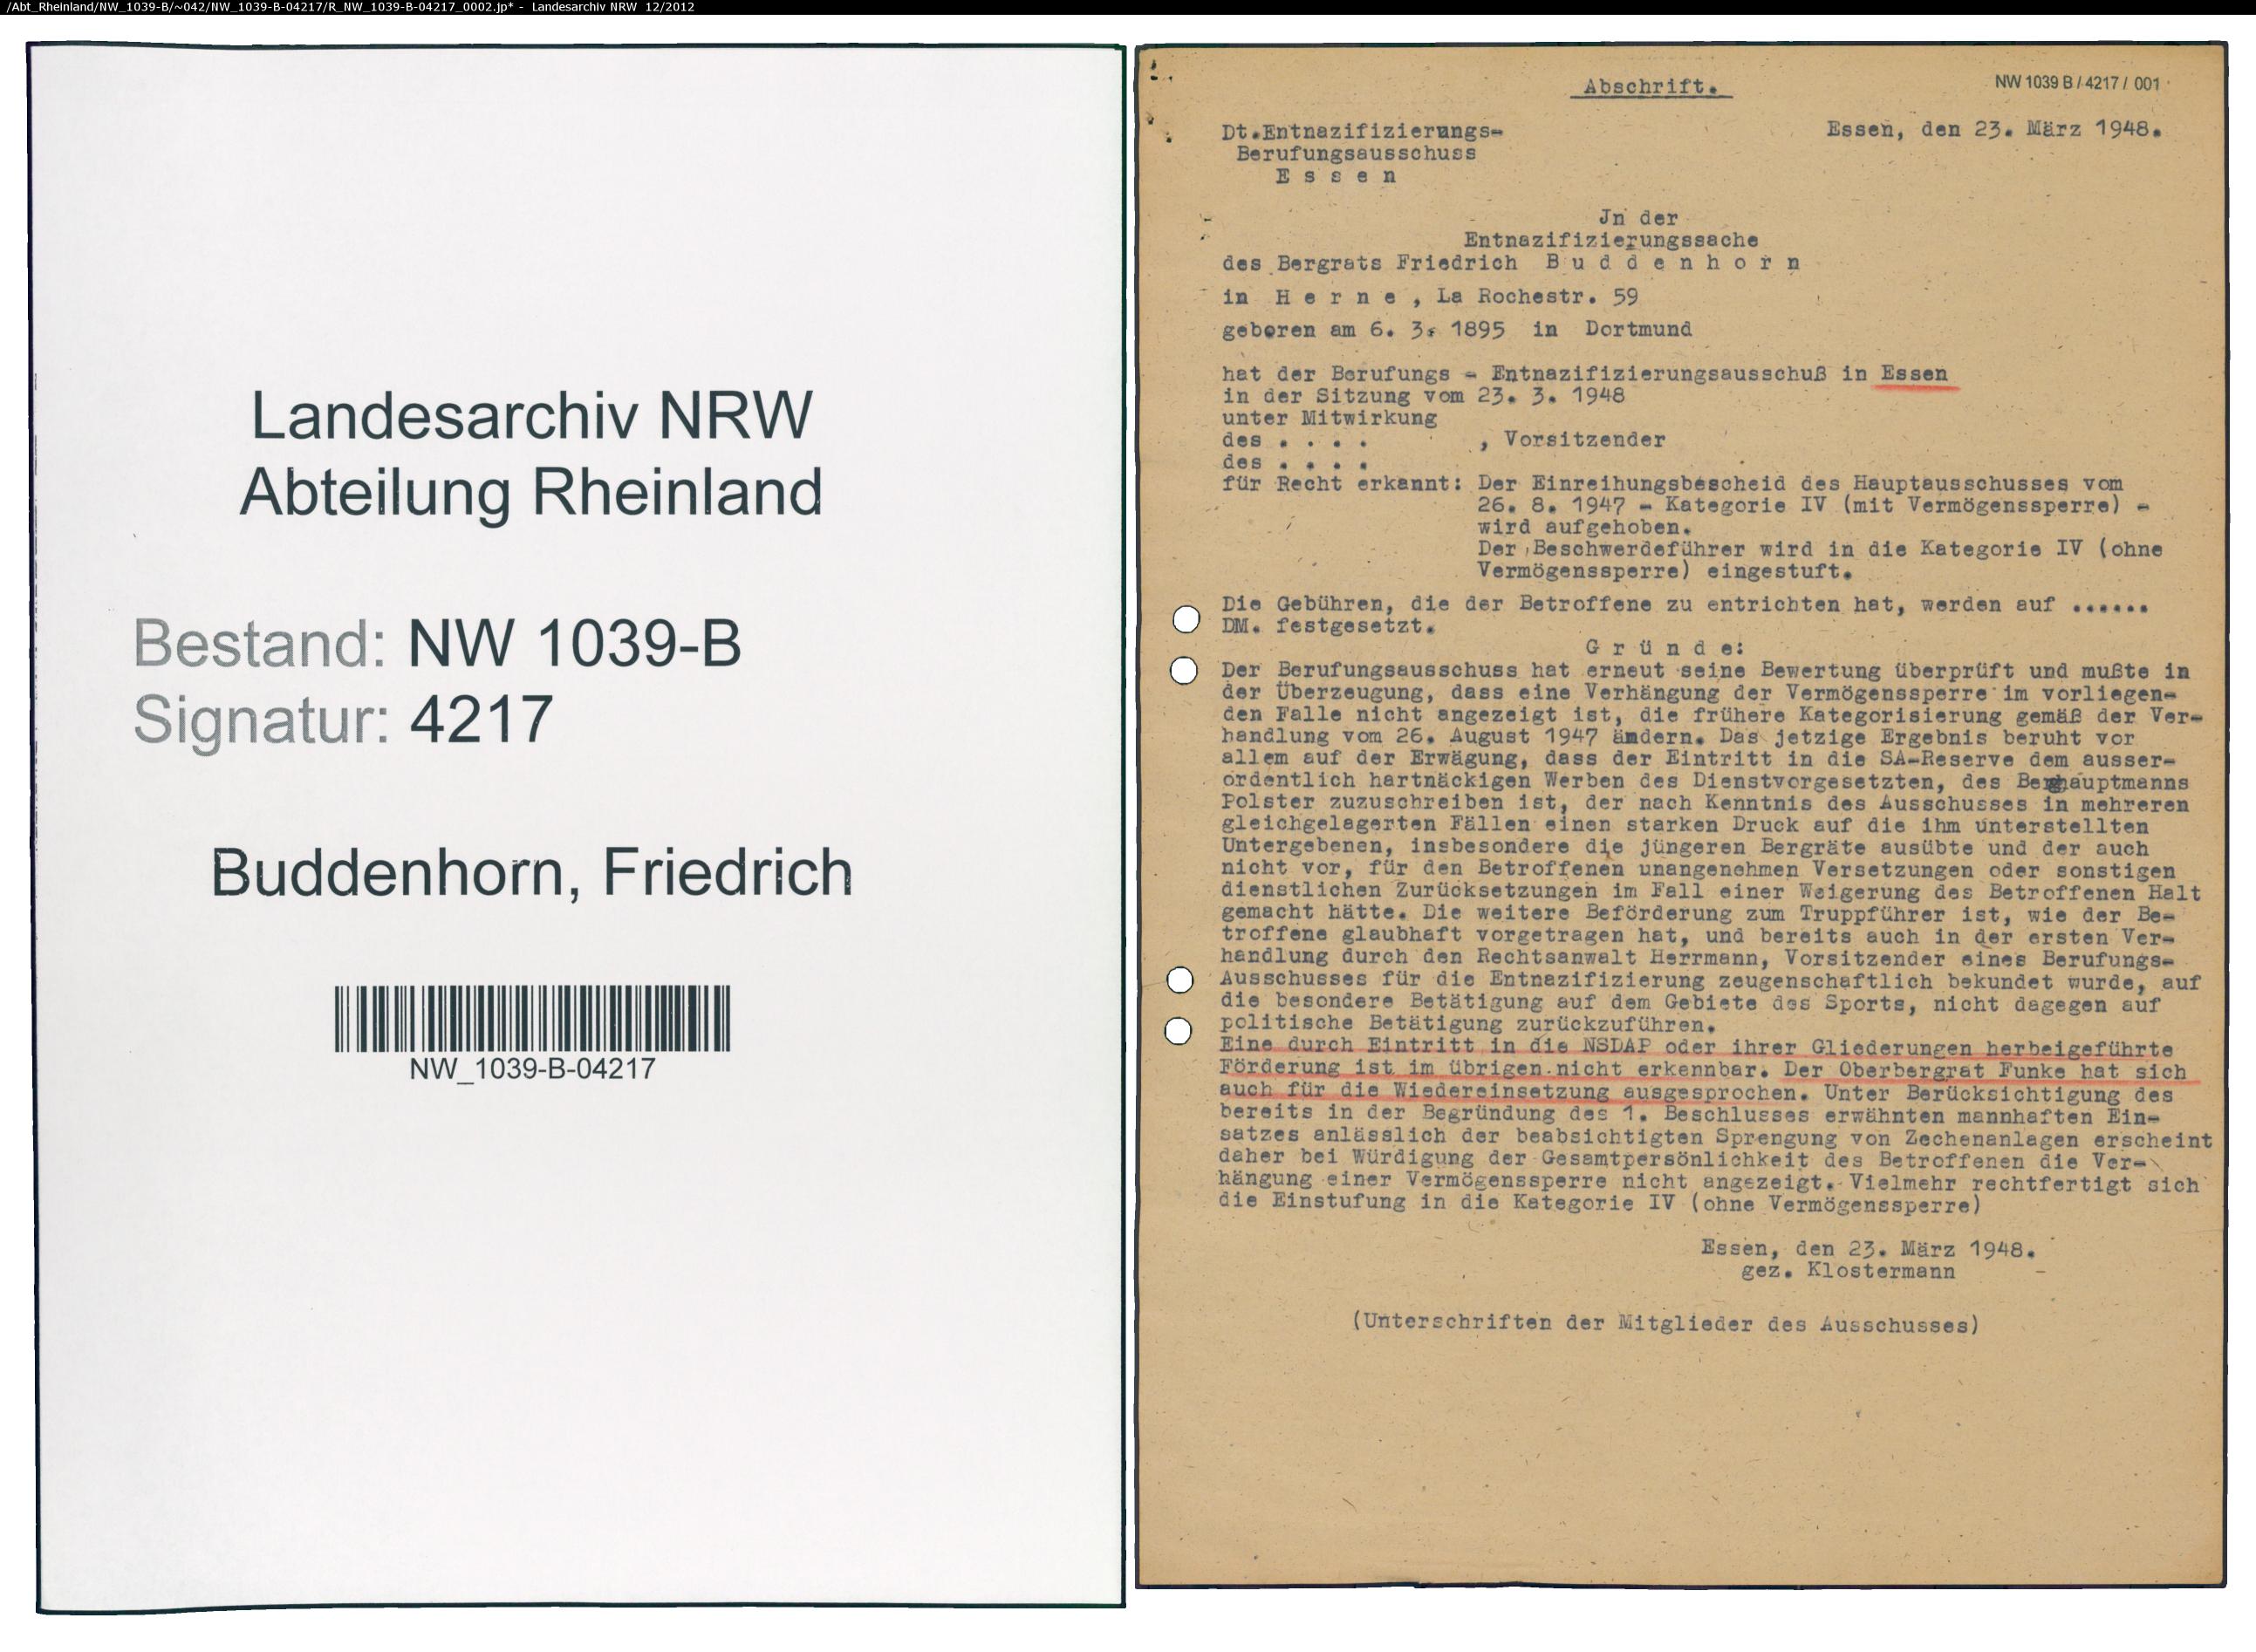 /Abt_Rheinland/NW_1039-B/~042/NW_1039-B-04217/R_NW_1039-B-04217_0002.jp* - Landesarchiv NRW 12/2012
Landesarchiv NRW
Abteilung Rheinland
Bestand: NW 1039-B
Signatur: 4217
Buddenhorn, Friedrich
NW_1039-B-04217
Abschrift.
NW 1039 B / 4217 / 001
Dt.Entnazifizierungs-
Berufungsausschuss
E s s e n
Essen, den 23. März 1948.
Jn der
Entnazifizierungssache
des Bergrats Friedrich B u d d e n h o r n
in H e r n e , La Rochestr. 59
geboren am 6. 3. 1895 in Dortmund
hat der Berufungs - Entnazifizierungsausschuß in Essen
in der Sitzung vom 23. 3. 1948
unter Mitwirkung
des . . . . , Vorsitzender
des . . . .
für Recht erkannt: Der Einreihungsbescheid des Hauptausschusses vom
26. 8. 1947 - Kategorie IV (mit Vermögenssperre) -
wird aufgehoben.
Der Beschwerdeführer wird in die Kategorie IV (ohne
Vermögenssperre) eingestuft.
Die Gebühren, die der Betroffene zu entrichten hat, werden auf ......
DM. festgesetzt.
G r ü n d e:
Der Berufungsausschuss hat erneut seine Bewertung überprüft und mußte in
der Überzeugung, dass eine Verhängung der Vermögenssperre im vorliegen-
den Falle nicht angezeigt ist, die frühere Kategorisierung gemäß der Ver-
handlung vom 26. August 1947 ändern. Das jetzige Ergebnis beruht vor
allem auf der Erwägung, dass der Eintritt in die SA-Reserve dem ausser-
ordentlich hartnäckigen Werben des Dienstvorgesetzten, des Berghauptmanns
Polster zuzuschreiben ist, der nach Kenntnis des Ausschusses in mehreren
gleichgelagerten Fällen einen starken Druck auf die ihm unterstellten
Untergebenen, insbesondere die jüngeren Bergräte ausübte und der auch
nicht vor, für den Betroffenen unangenehmen Versetzungen oder sonstigen
dienstlichen Zurücksetzungen im Fall einer Weigerung des Betroffenen Halt
gemacht hätte. Die weitere Beförderung zum Truppführer ist, wie der Be-
troffene glaubhaft vorgetragen hat, und bereits auch in der ersten Ver-
handlung durch den Rechtsanwalt Herrmann, Vorsitzender eines Berufungs-
Ausschusses für die Entnazifizierung zeugenschaftlich bekundet wurde, auf
die besondere Betätigung auf dem Gebiete des Sports, nicht dagegen auf
politische Betätigung zurückzuführen.
Eine durch Eintritt in die NSDAP oder ihrer Gliederungen herbeigeführte
Förderung ist im übrigen nicht erkennbar. Der Oberbergrat Funke hat sich
auch für die Wiedereinsetzung ausgesprochen. Unter Berücksichtigung des
bereits in der Begründung des 1. Beschlusses erwähnten mannhaften Ein-
satzes anlässlich der beabsichtigten Sprengung von Zechenanlagen erscheint
daher bei Würdigung der Gesamtpersönlichkeit des Betroffenen die Ver-
hängung einer Vermögenssperre nicht angezeigt. Vielmehr rechtfertigt sich
die Einstufung in die Kategorie IV (ohne Vermögenssperre)
Essen, den 23. März 1948.
gez. Klostermann
(Unterschriften der Mitglieder des Ausschusses)